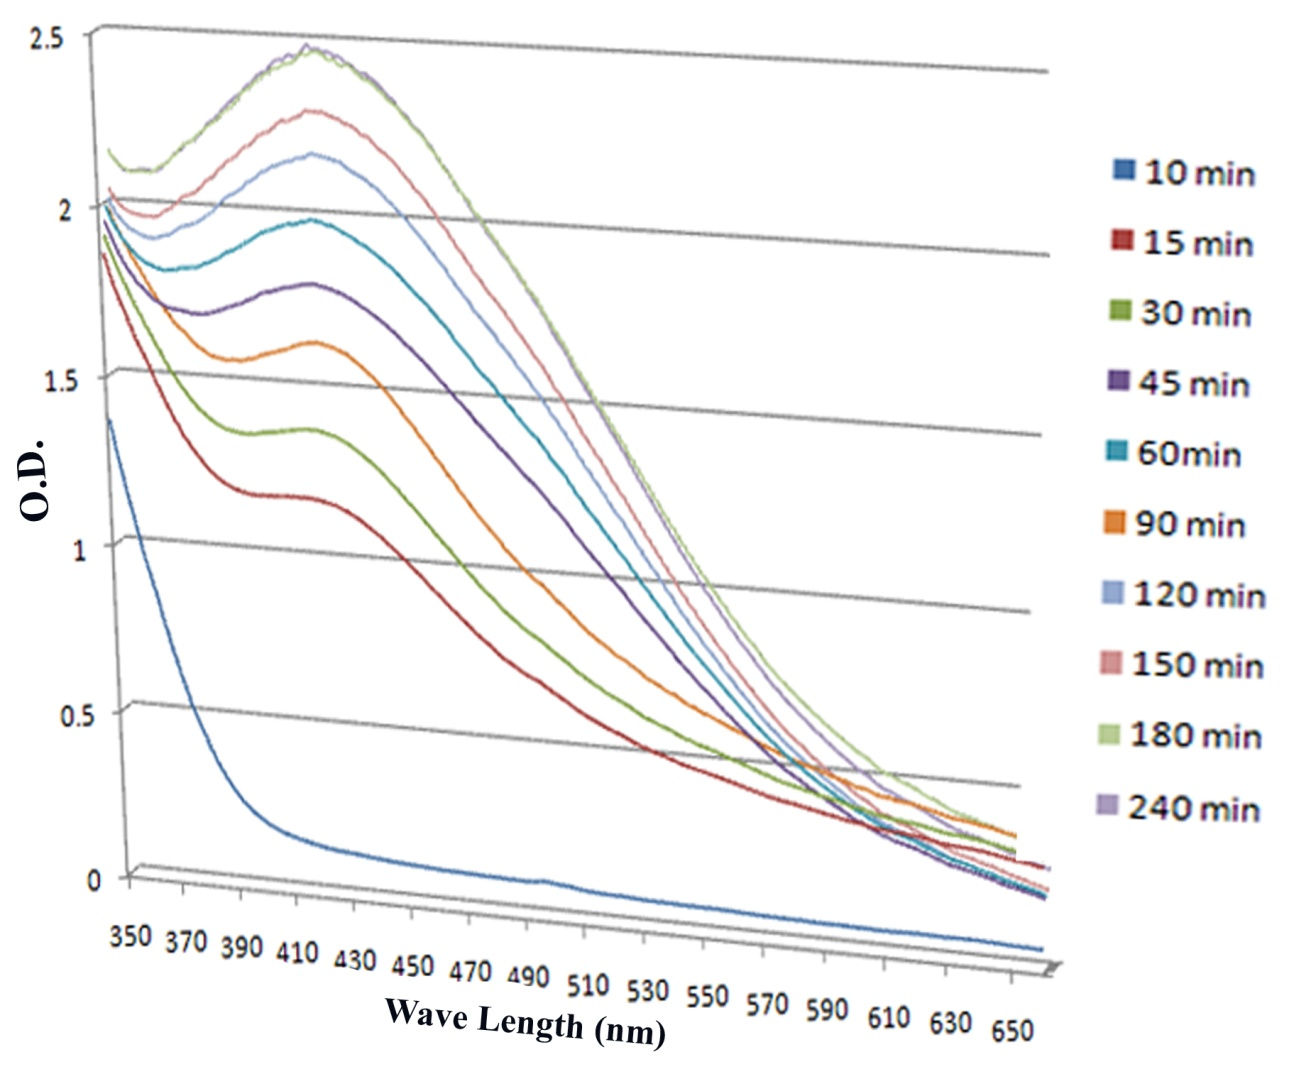 2.5
2
1.5
1
0.5
0
O.D.
350 370 390 410 430 450 470 490 510 530 550 570 590 610 630 650
Wave Length (nm)
10 min
15 min
30 min
45 min
60min
90 min
120 min
150 min
180 min
240 min